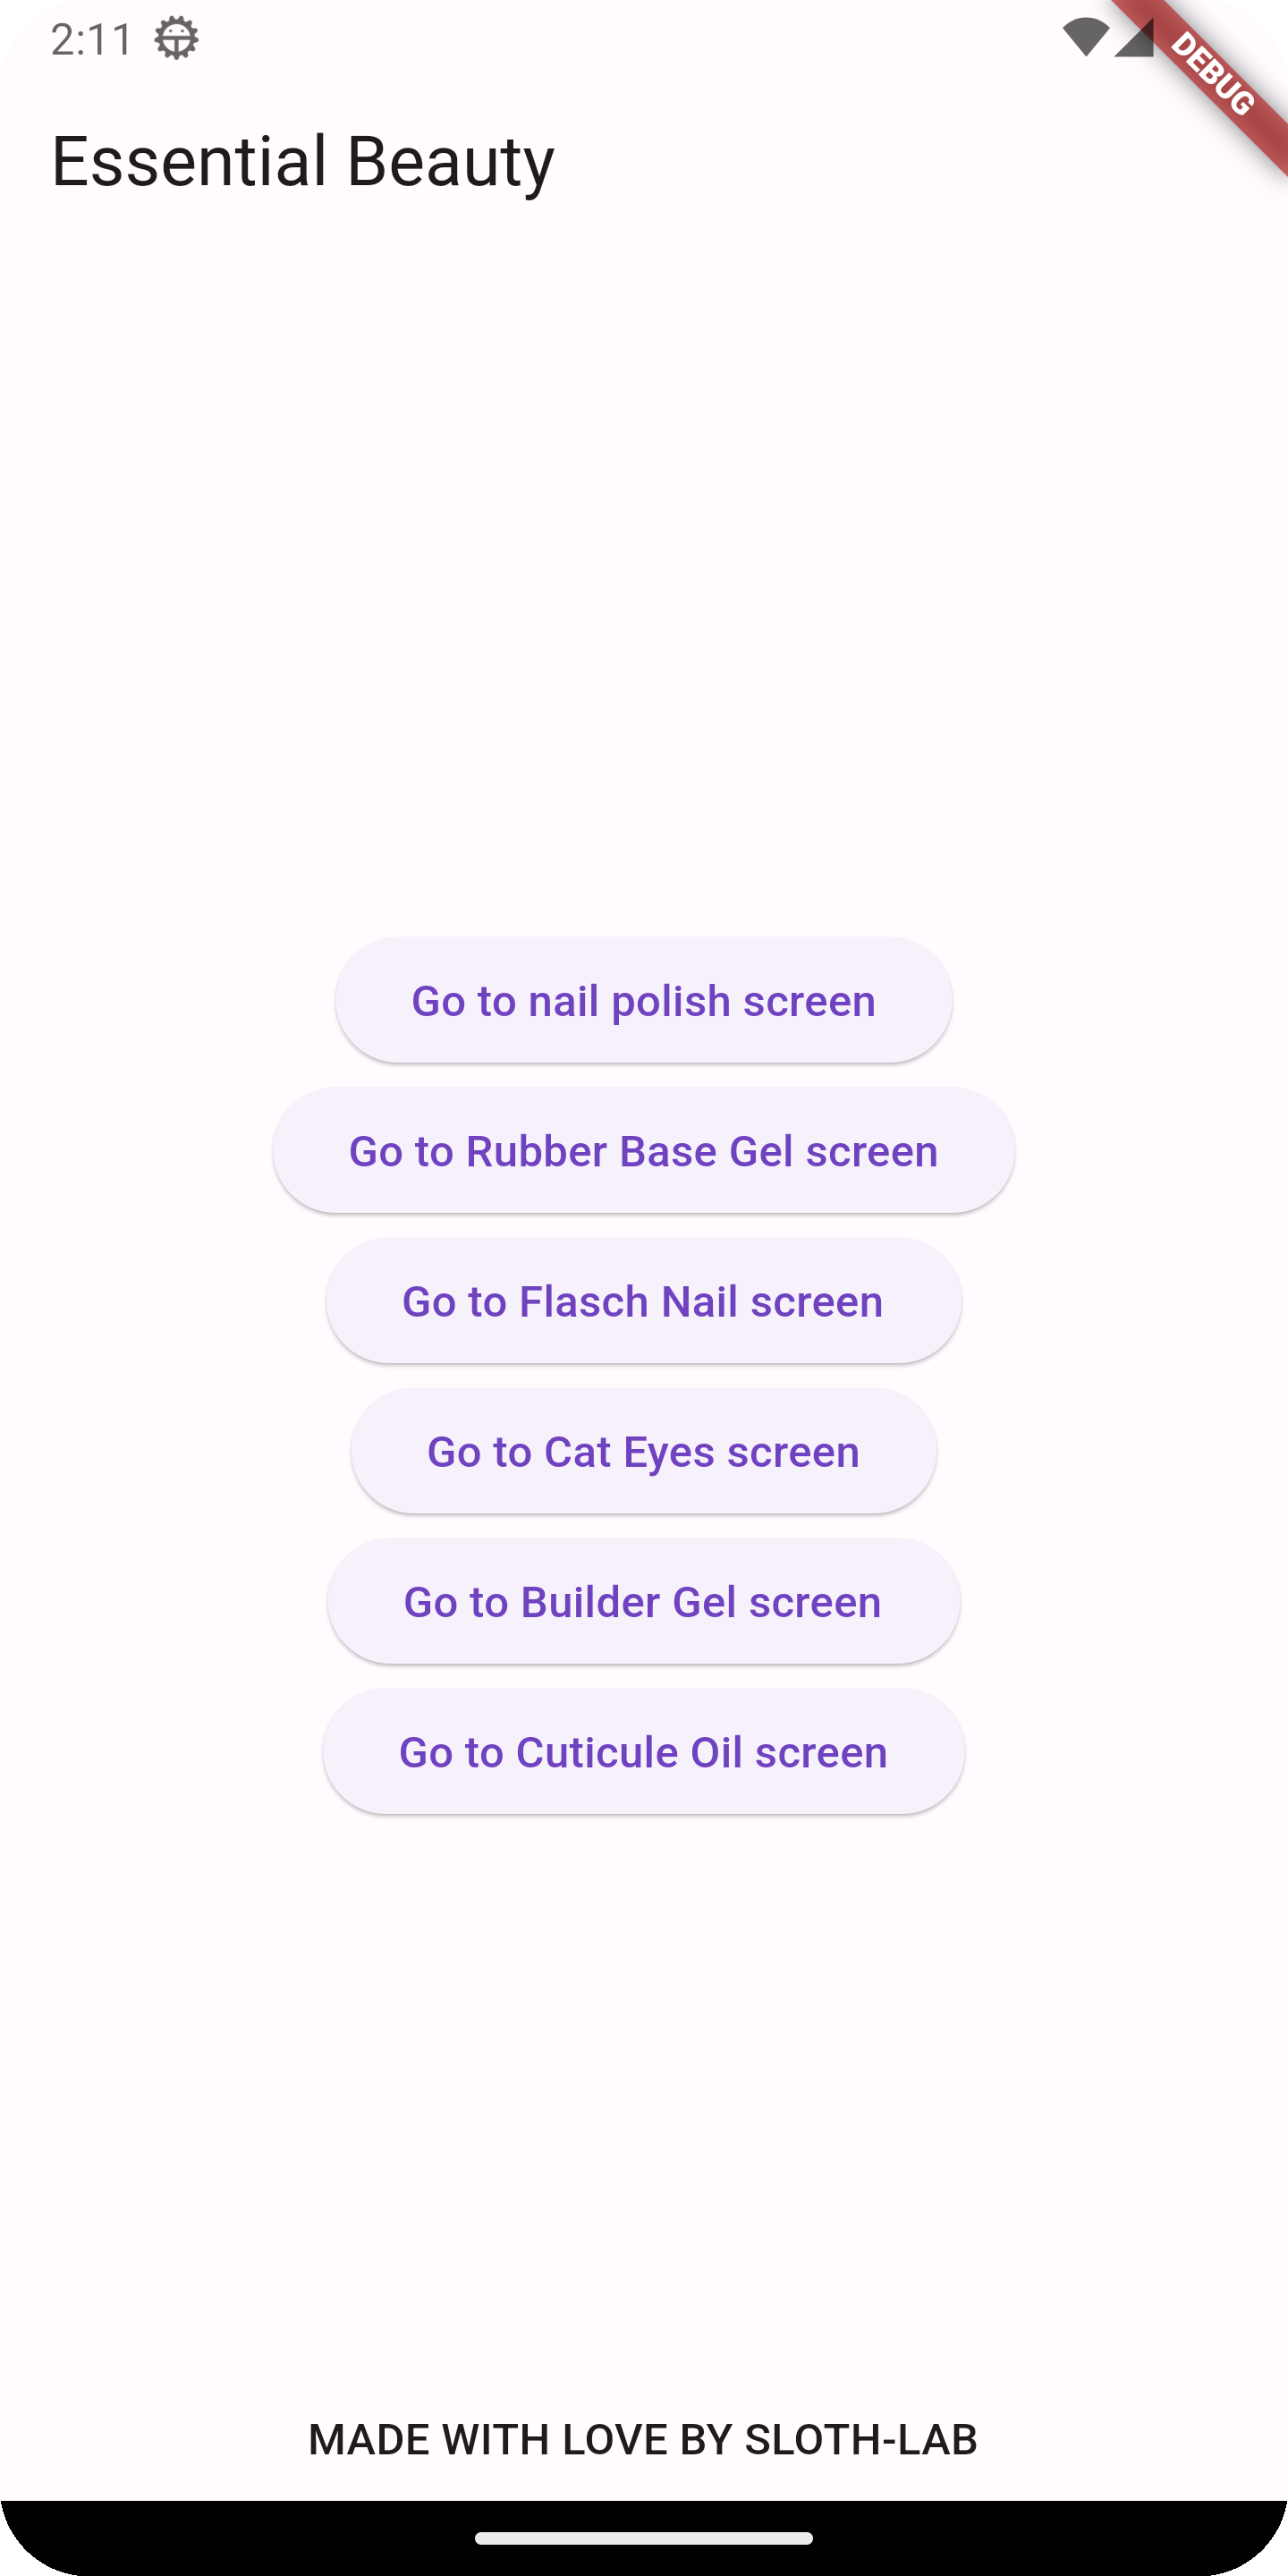 2:11
DEBUG
Essential Beauty
Go to nail polish screen
Go to Rubber Base Gel screen
Go to Flasch Nail screen
Go to Cat Eyes screen
Go to Builder Gel screen
Go to Cuticule Oil screen
MADE WITH LOVE BY SLOTH-LAB